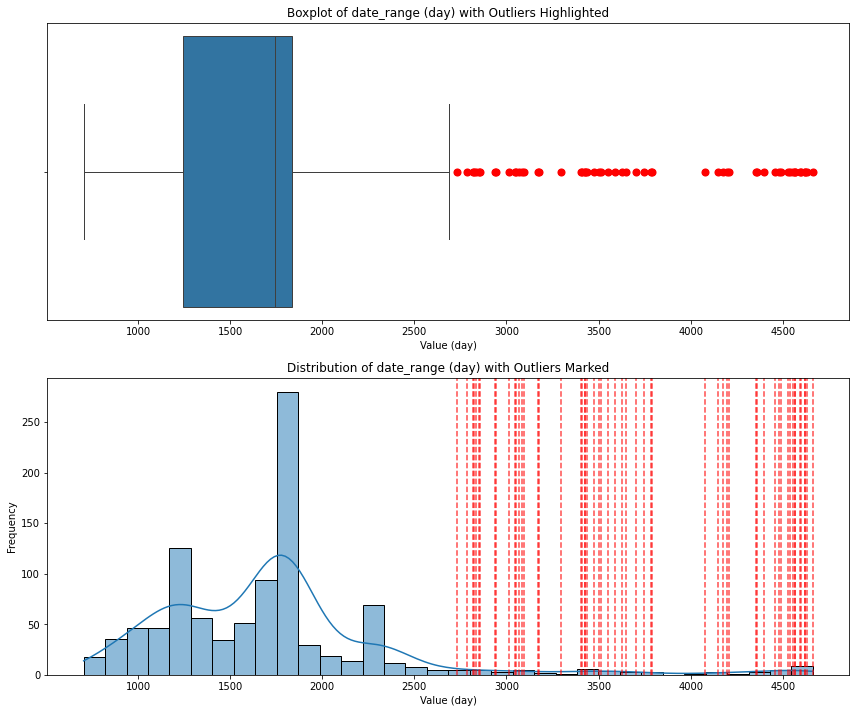 Boxplot of date_range (day) with Outliers Highlighted
1000 1500 2000 2500 3000 3500 4000 4500
Value (day)
Distribution of date_range (day) with Outliers Marked
250
200
150
100
50
0
Frequency
1000 1500 2000 2500 3000 3500 4000 4500
Value (day)